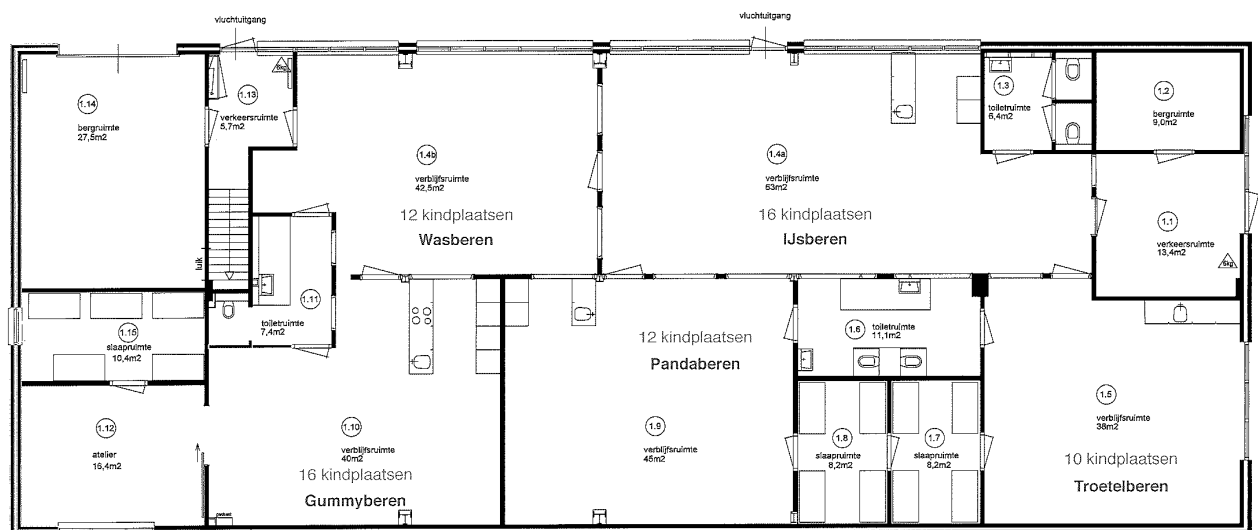 vluchtuitgang
vluchtuitgang
1.14
bergruimte
27,5m2
6kg
1.13
verkeersruimte
5,7m2
1.4b
verblijfsruimte
42,5m2
12 kindplaatsen
Wasberen
1.4a
verblijfsruimte
63m2
16 kindplaatsen
IJsberen
1.3
toiletruimte
6,4m2
1.2
bergruimte
9,0m2
1.1
verkeersruimte
13,4m2
6kg
luik
1.11
toiletruimte
7,4m2
1.15
slaapruimte
10,4m2
1.12
atelier
16,4m2
1.10
verblijfsruimte
40m2
16 kindplaatsen
Gummyberen
12 kindplaatsen
Pandaberen
1.9
verblijfsruimte
45m2
1.6
toiletruimte
11,1m2
1.8
slaapruimte
8,2m2
1.7
slaapruimte
8,2m2
1.5
verblijfsruimte
38m2
10 kindplaatsen
Troetelberen